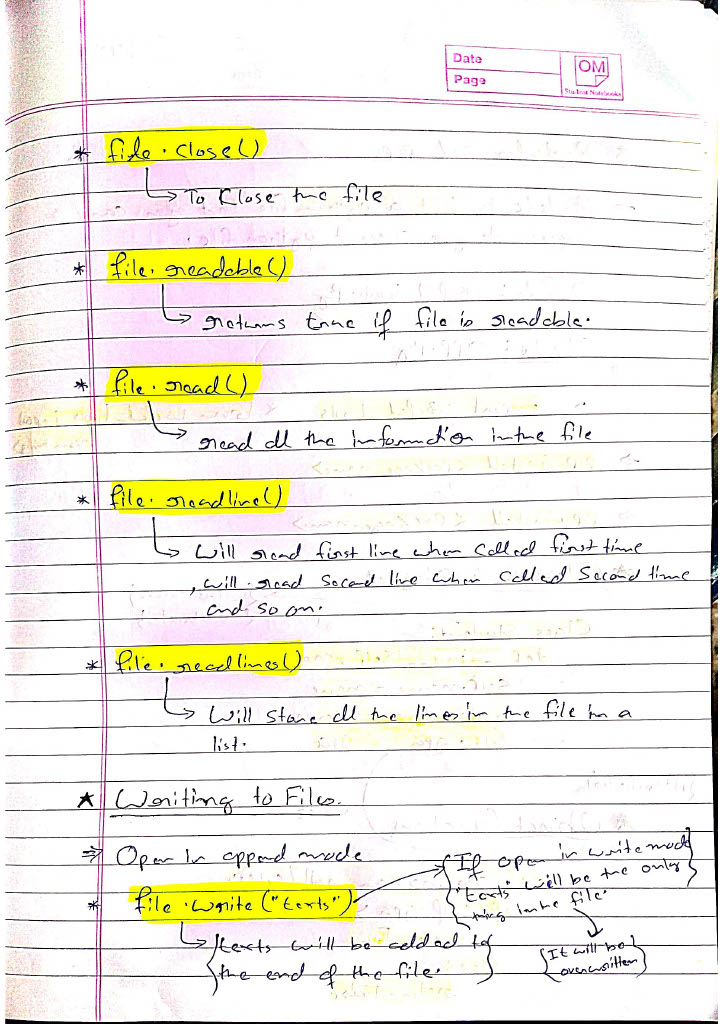 Date
Page
OM
Student Notebooks
* file.close()
↳ To Close the file
* file.readable()
↳ returns true if file is readable.
* file.read()
↳ read all the information in the file
* file.readline()
↳ Will read first line when called first time
, will read second line when called second time
and so on.
* file.readlines()
↳ Will store all the lines in the file in a
list.
★ Writing to Files.
⇒ Open in append mode
* file.write("texts")
→ {If open in write mode
"texts" will be the only
thing in the file.}
{It will be
overwritten}
↳ {texts will be added to
the end of the file.}